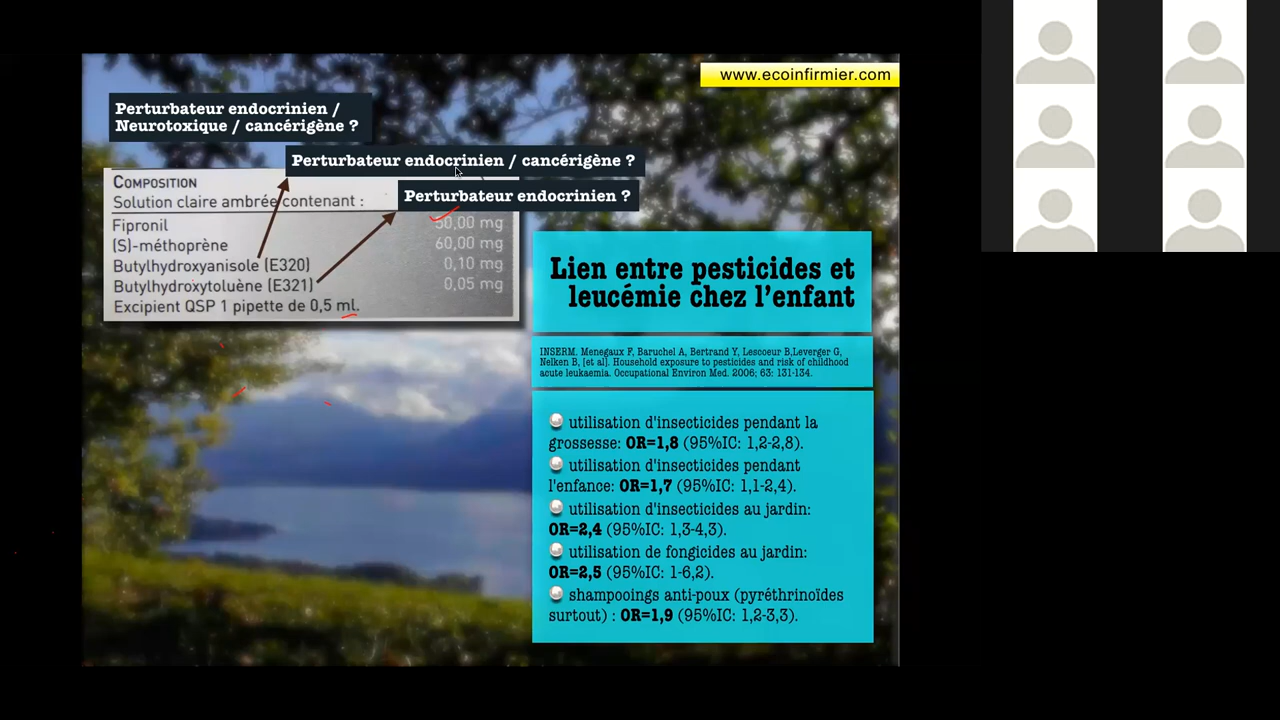 www.ecoinfirmier.com
Perturbateur endocrinien /
Neurotoxique / cancérigène ?
Perturbateur endocrinien / cancérigène ?
Perturbateur endocrinien ?
COMPOSITION
Solution claire ambrée contenant :
Fipronil 50,00 mg
(S)-méthoprène 60,00 mg
Butylhydroxyanisole (E320) 0,10 mg
Butylhydroxytoluène (E321) 0,05 mg
Excipient QSP 1 pipette de 0,5 ml.
Lien entre pesticides et
leucémie chez l'enfant
INSERM. Menegaux F, Baruchel A, Bertrand Y, Lescoeur B,Leverger G,
Nelken B, [et al]. Household exposure to pesticides and risk of childhood
acute leukaemia. Occupational Environ Med. 2006; 63: 131-134.
utilisation d'insecticides pendant la
grossesse: OR=1,8 (95%IC: 1,2-2,8).
utilisation d'insecticides pendant
l'enfance: OR=1,7 (95%IC: 1,1-2,4).
utilisation d'insecticides au jardin:
OR=2,4 (95%IC: 1,3-4,3).
utilisation de fongicides au jardin:
OR=2,5 (95%IC: 1-6,2).
shampooings anti-poux (pyréthrinoïdes
surtout) : OR=1,9 (95%IC: 1,2-3,3).